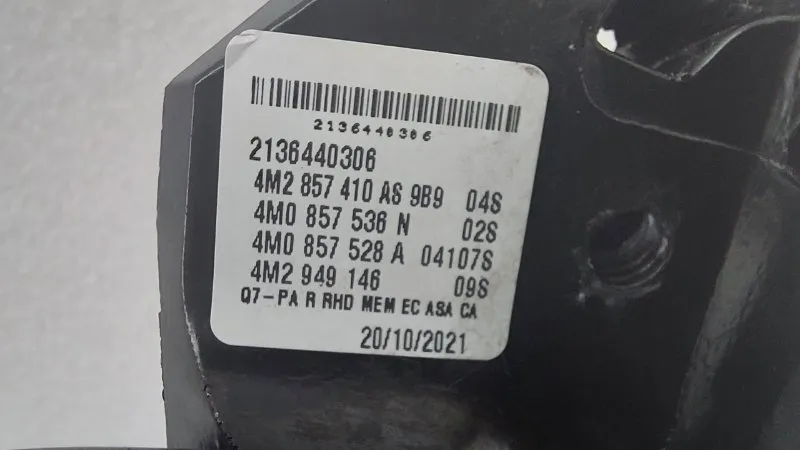 2136440306
2136440306
4M2 857 410 AS 9B9 04S
4M0 857 536 N 02S
4M0 857 528 A 04107S
4M2 949 146 09S
Q7-PA R RHD MEM EC ASA CA
20/10/2021